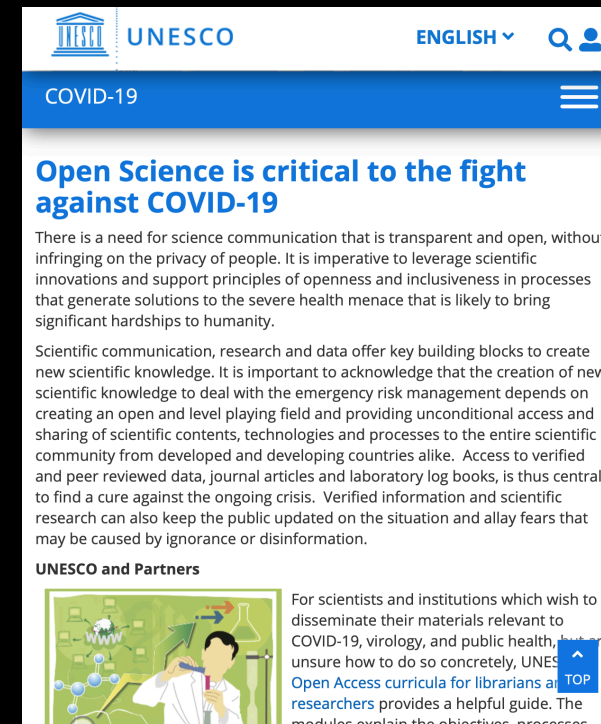 UNESCO
UNESCO
ENGLISH
COVID-19
Open Science is critical to the fight
against COVID-19
There is a need for science communication that is transparent and open, withou
infringing on the privacy of people. It is imperative to leverage scientific
innovations and support principles of openness and inclusiveness in processes
that generate solutions to the severe health menace that is likely to bring
significant hardships to humanity.
Scientific communication, research and data offer key building blocks to create
new scientific knowledge. It is important to acknowledge that the creation of new
scientific knowledge to deal with the emergency risk management depends on
creating an open and level playing field and providing unconditional access and
sharing of scientific contents, technologies and processes to the entire scientific
community from developed and developing countries alike.  Access to verified
and peer reviewed data, journal articles and laboratory log books, is thus central
to find a cure against the ongoing crisis.  Verified information and scientific
research can also keep the public updated on the situation and allay fears that
may be caused by ignorance or disinformation.
UNESCO and Partners
For scientists and institutions which wish to
disseminate their materials relevant to
COVID-19, virology, and public health,
unsure how to do so concretely, UNES
Open Access curricula for librarians
researchers provides a helpful guide. The
modules explain the objectives, processes
TOP